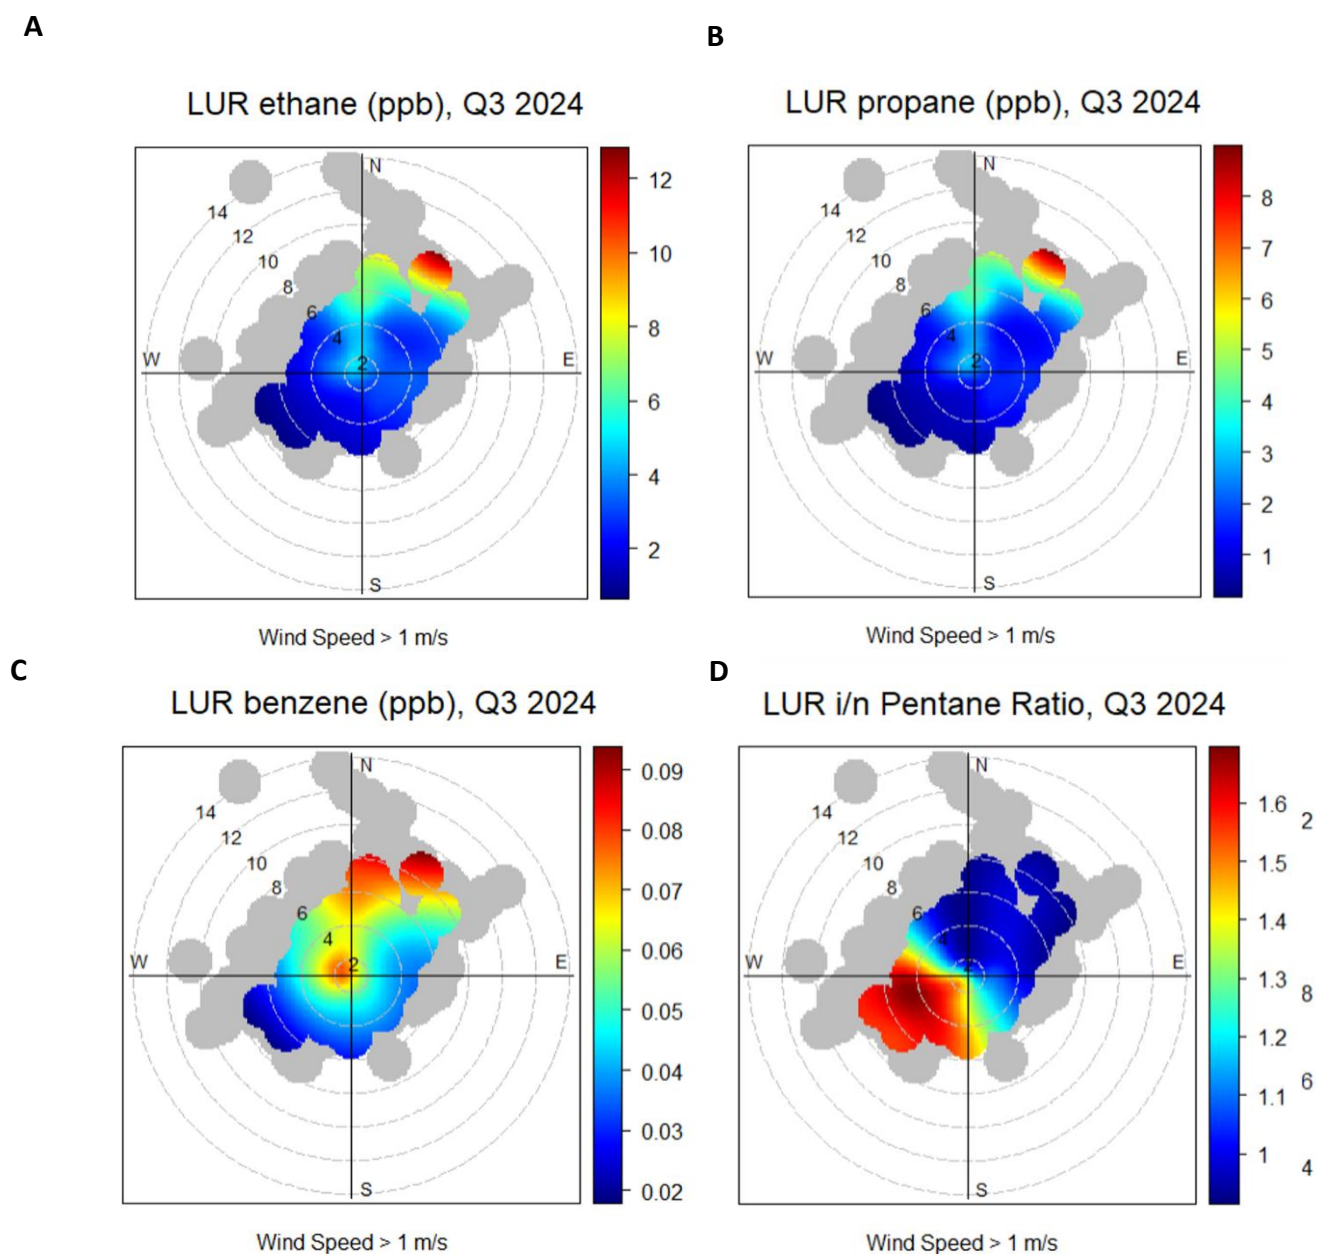 A
LUR ethane (ppb), Q3 2024
N
14
12
10
8
6
4
2
W
E
S
12
10
8
6
4
2
Wind Speed > 1 m/s
B
LUR propane (ppb), Q3 2024
N
14
12
10
8
6
4
2
W
E
S
8
7
6
5
4
3
2
1
Wind Speed > 1 m/s
C
LUR benzene (ppb), Q3 2024
N
14
12
10
8
6
4
2
W
E
S
0.09
0.08
0.07
0.06
0.05
0.04
0.03
0.02
Wind Speed > 1 m/s
D
LUR i/n Pentane Ratio, Q3 2024
N
14
12
10
8
6
4
2
W
E
S
1.6
1.5
1.4
1.3
1.2
1.1
1
2
8
6
4
Wind Speed > 1 m/s